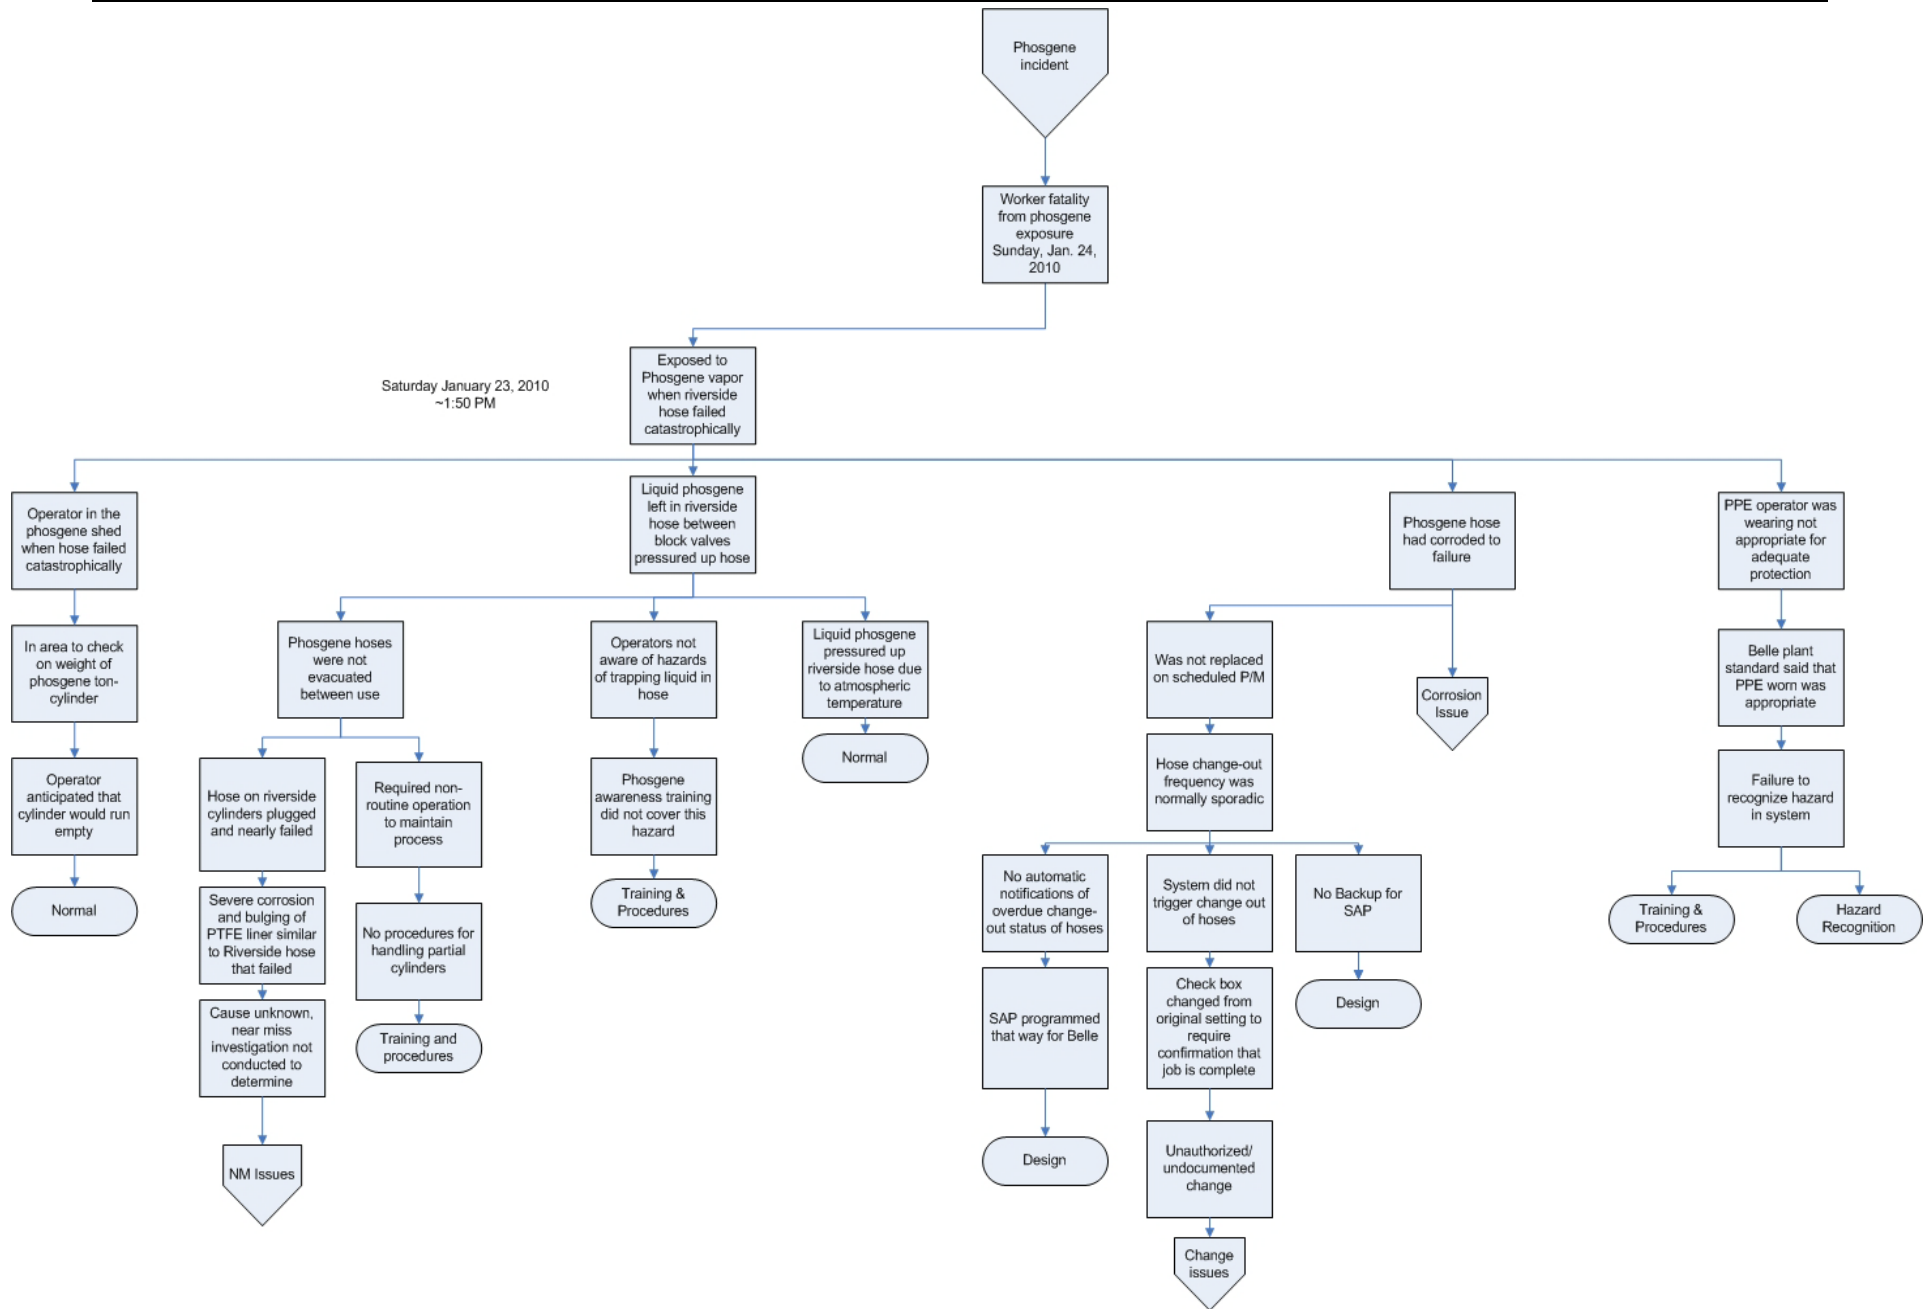 Phosgene
incident
Worker fatality
from phosgene
exposure
Sunday, Jan. 24,
2010
Saturday January 23, 2010
~1:50 PM
Exposed to
Phosgene vapor
when riverside
hose failed
catastrophically
Operator in the
phosgene shed
when hose failed
catastrophically
Liquid phosgene
left in riverside
hose between
block valves
pressured up hose
Phosgene hose
had corroded to
failure
PPE operator was
wearing not
appropriate for
adequate
protection
In area to check
on weight of
phosgene ton-
cylinder
Phosgene hoses
were not
evacuated
between use
Operators not
aware of hazards
of trapping liquid in
hose
Liquid phosgene
pressured up
riverside hose due
to atmospheric
temperature
Was not replaced
on scheduled P/M
Corrosion
Issue
Belle plant
standard said that
PPE worn was
appropriate
Operator
anticipated that
cylinder would run
empty
Hose on riverside
cylinders plugged
and nearly failed
Required non-
routine operation
to maintain
process
Phosgene
awareness training
did not cover this
hazard
Normal
Hose change-out
frequency was
normally sporadic
Failure to
recognize hazard
in system
Normal
Severe corrosion
and bulging of
PTFE liner similar
to Riverside hose
that failed
No procedures for
handling partial
cylinders
Training &
Procedures
No automatic
notifications of
overdue change-
out status of hoses
System did not
trigger change out
of hoses
No Backup for
SAP
Training &
Procedures
Hazard
Recognition
Cause unknown,
near miss
investigation not
conducted to
determine
Training and
procedures
SAP programmed
that way for Belle
Check box
changed from
original setting to
require
confirmation that
job is complete
Design
NM Issues
Design
Unauthorized/
undocumented
change
Change
issues